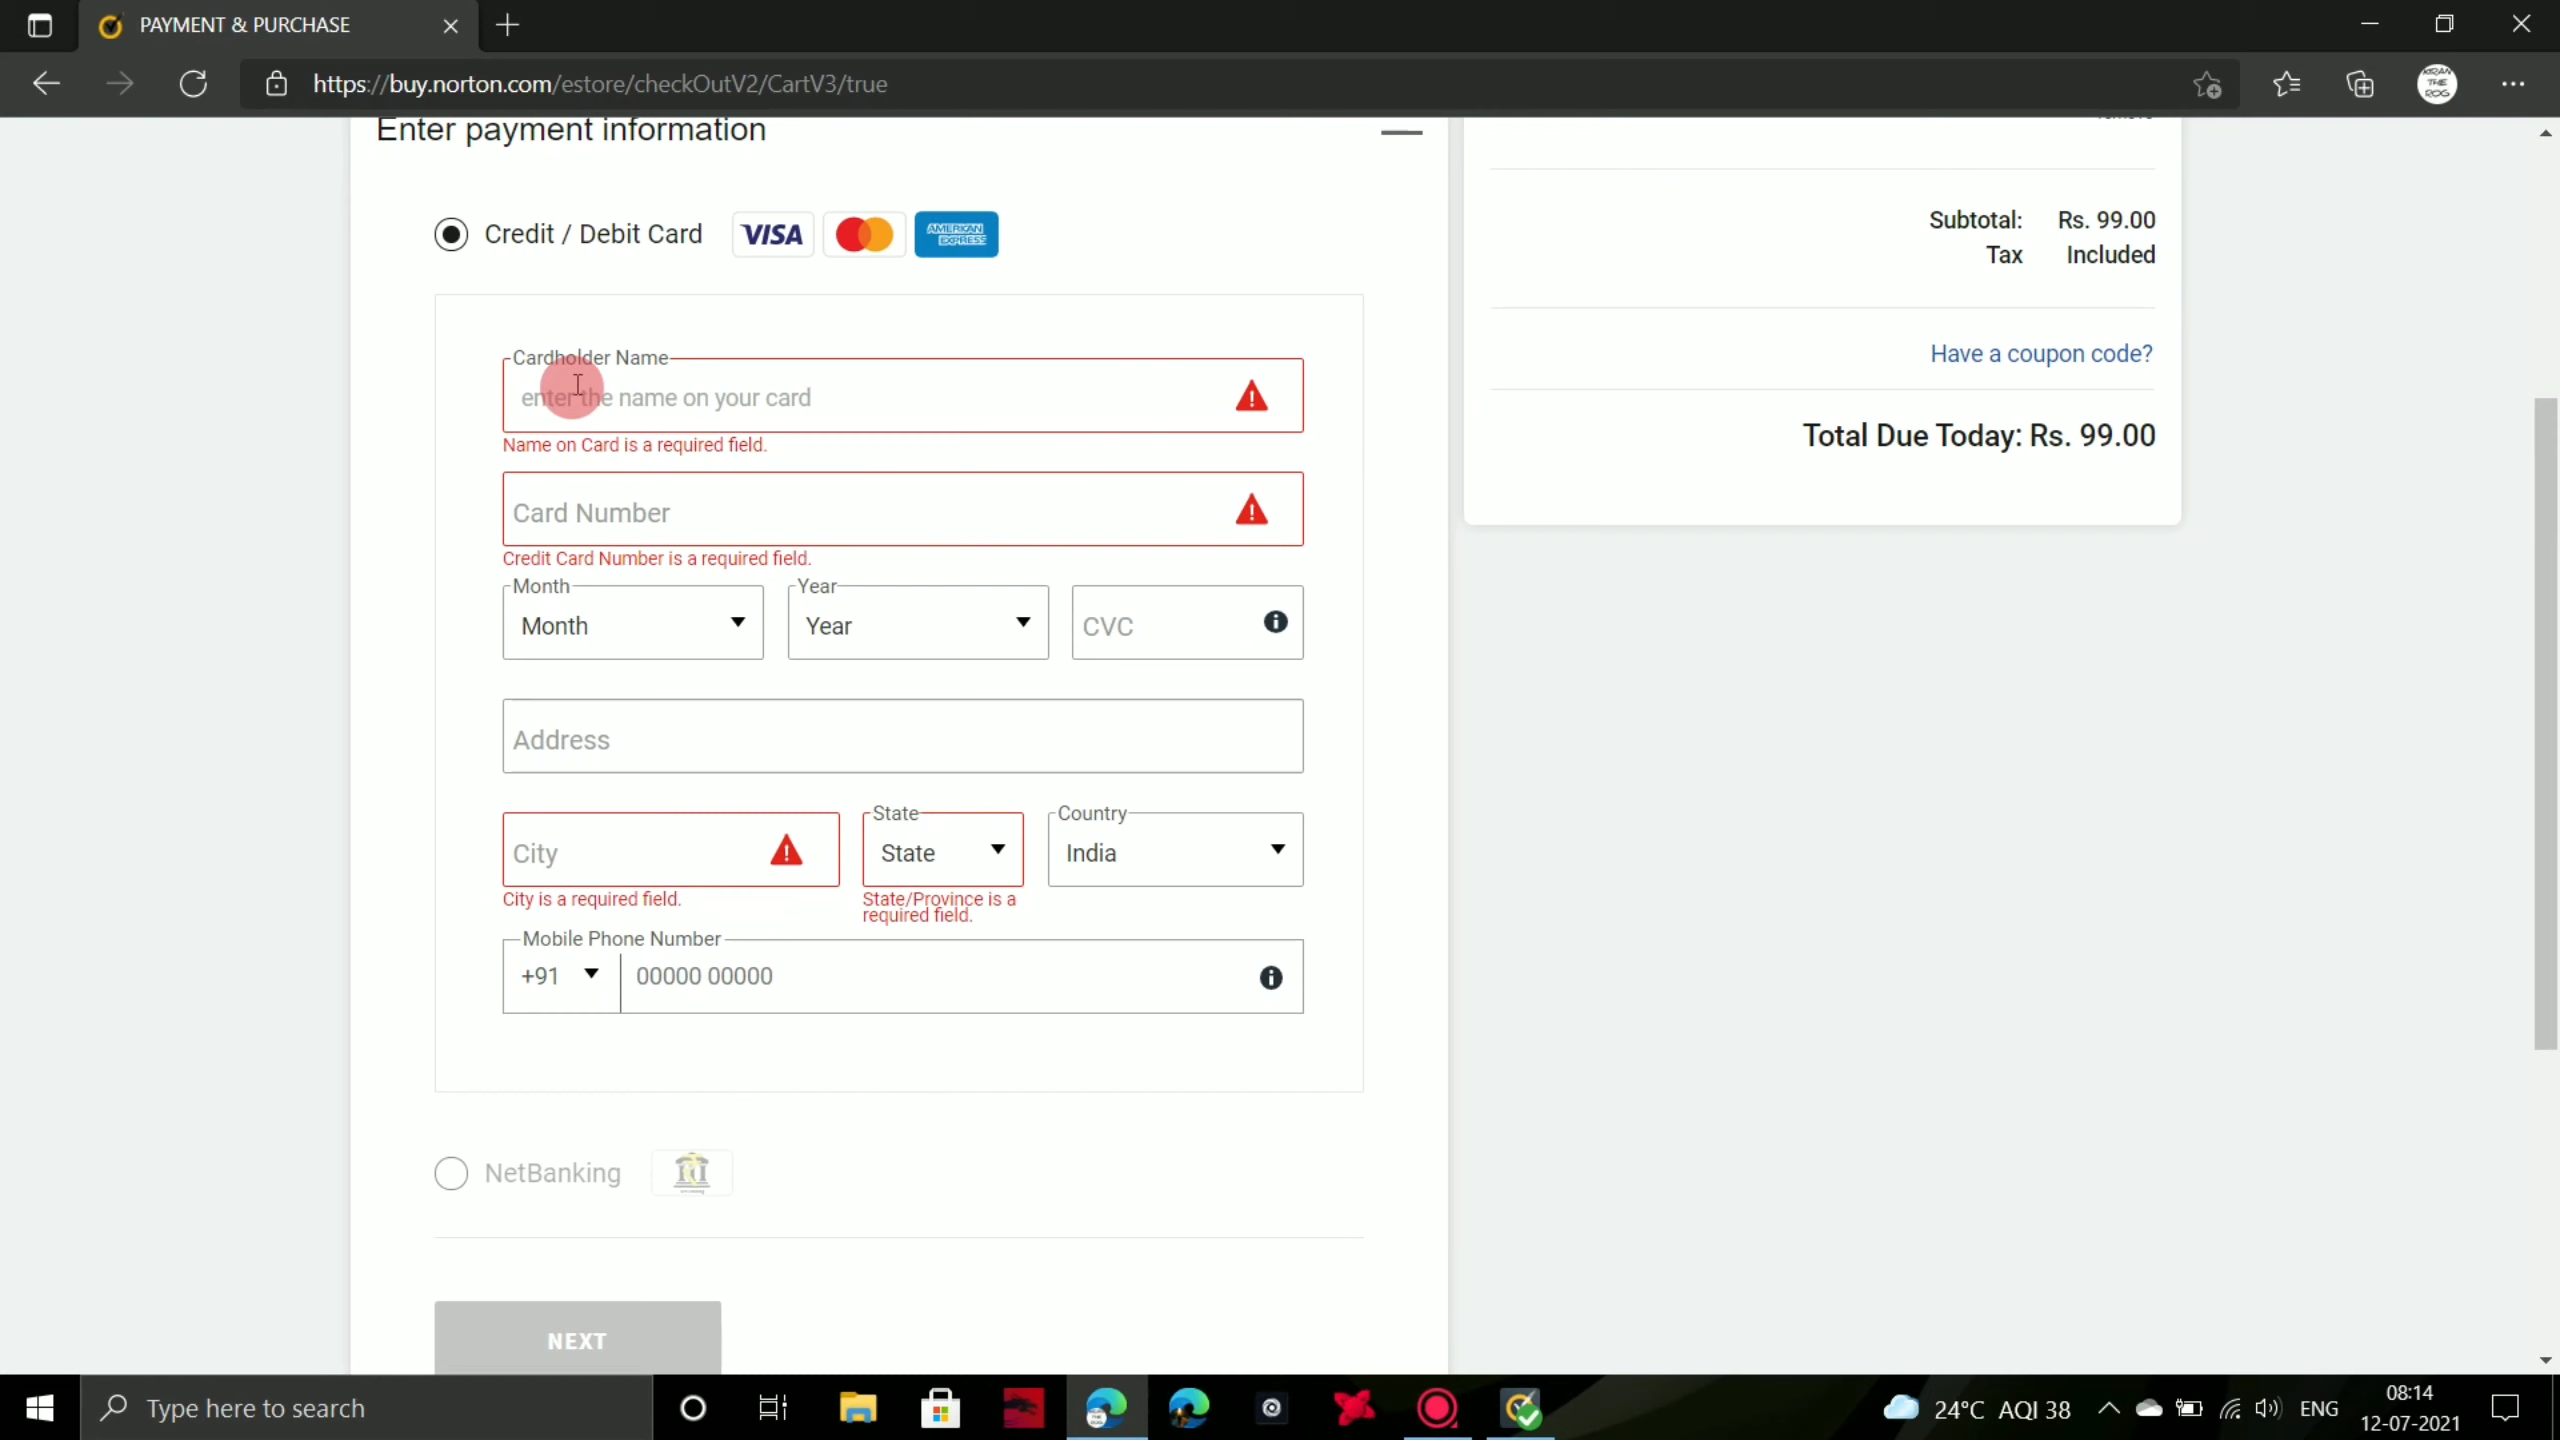 PAYMENT & PURCHASE
https://buy.norton.com/estore/checkOutV2/CartV3/true
KIRAN THE ROG
Enter payment information
Credit / Debit Card
VISA
AMERICAN EXPRESS
Cardholder Name
enter the name on your card
Name on Card is a required field.
Card Number
Credit Card Number is a required field.
Month
Year
Month
Year
CVC
Address
State
Country
City
State
India
City is a required field.
State/Province is a
required field.
Mobile Phone Number
+91
00000 00000
NetBanking
NEXT
Subtotal: Rs. 99.00
Tax Included
Have a coupon code?
Total Due Today: Rs. 99.00
Type here to search
24°C AQI 38
ENG
08:14
12-07-2021